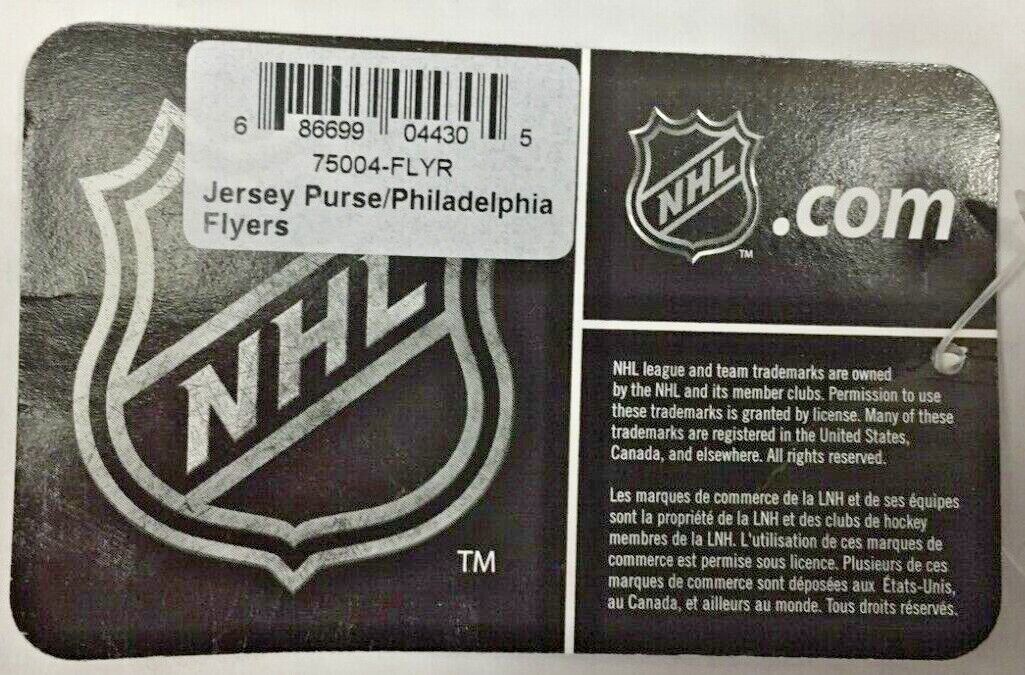 6 86699 04430 5
75004-FLYR
Jersey Purse/Philadelphia
Flyers
NHL
TM
NHL
TM
.com
NHL league and team trademarks are owned
by the NHL and its member clubs. Permission to use
these trademarks is granted by license. Many of these
trademarks are registered in the United States,
Canada, and elsewhere. All rights reserved.
Les marques de commerce de la LNH et de ses équipes
sont la propriété de la LNH et des clubs de hockey
membres de la LNH. L'utilisation de ces marques de
commerce est permise sous licence. Plusieurs de ces
marques de commerce sont déposées aux États-Unis,
au Canada, et ailleurs au monde. Tous droits réservés.